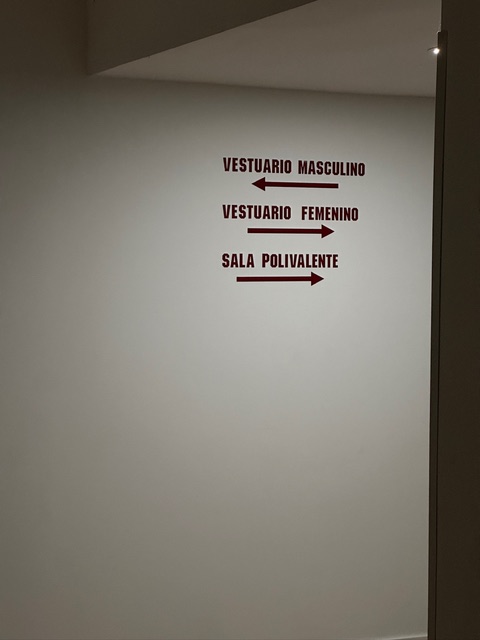 VESTUARIO MASCULINO
VESTUARIO FEMENINO
SALA POLIVALENTE